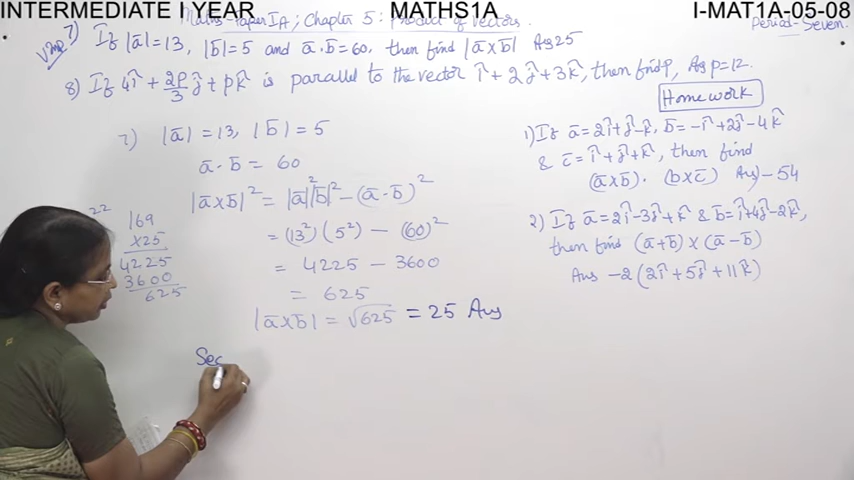 INTERMEDIATE I YEAR
MATHS1A
I-MAT1A-05-08
Maths-Paper IA; Chapter 5: Product of Vectors.
Period-Seven.
VImp
7) If |a̅| = 13, |b̅| = 5 and a̅·b̅ = 60, then find |a̅×b̅| Ans 25
8) If 4î + 2p/3 ĵ + pk̂ is parallel to the vector î + 2ĵ + 3k̂, then find p, Ans p=12.
7) |a̅| = 13, |b̅| = 5
a̅·b̅ = 60
|a̅×b̅|² = |a̅|²|b̅|² − (a̅·b̅)²
= (13²) (5²) − (60)²
= 4225 − 3600
= 625
|a̅×b̅| = √625 = 25 Ans
Sec
22
169
×25
4225
3600
625
Homework
1) If a̅ = 2î+ĵ−k̂, b̅ = −î+2ĵ−4k̂
& c̅ = î+ĵ+k̂, then find
(a̅×b̅)·(b×c̅) Ans) −54
2) If a̅ = 2î−3ĵ+k̂ & b̅ = î+4ĵ−2k̂,
then find (a̅+b̅)×(a̅−b̅)
Ans −2(2î+5ĵ+11k̂)